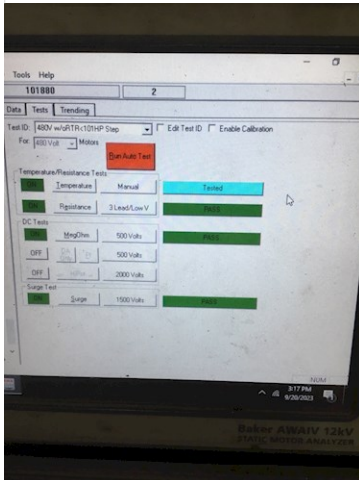 Tools Help
101880 2
Data Tests Trending
Test ID: 480V w/oRTR<101HP Step Edit Test ID Enable Calibration
For: 480 Volt Motors
Run Auto Test
Temperature/Resistance Tests
ON Temperature Manual Tested
ON Resistance 3 Lead/Low V PASS
DC Tests
ON MegOhm 500 Volts PASS
OFF 500 Volts
OFF HiPot 2000 Volts
Surge Test
ON Surge 1500 Volts PASS
NUM
3:17 PM
9/20/2023
Baker AWAIV 12kV
STATIC MOTOR ANALYZER